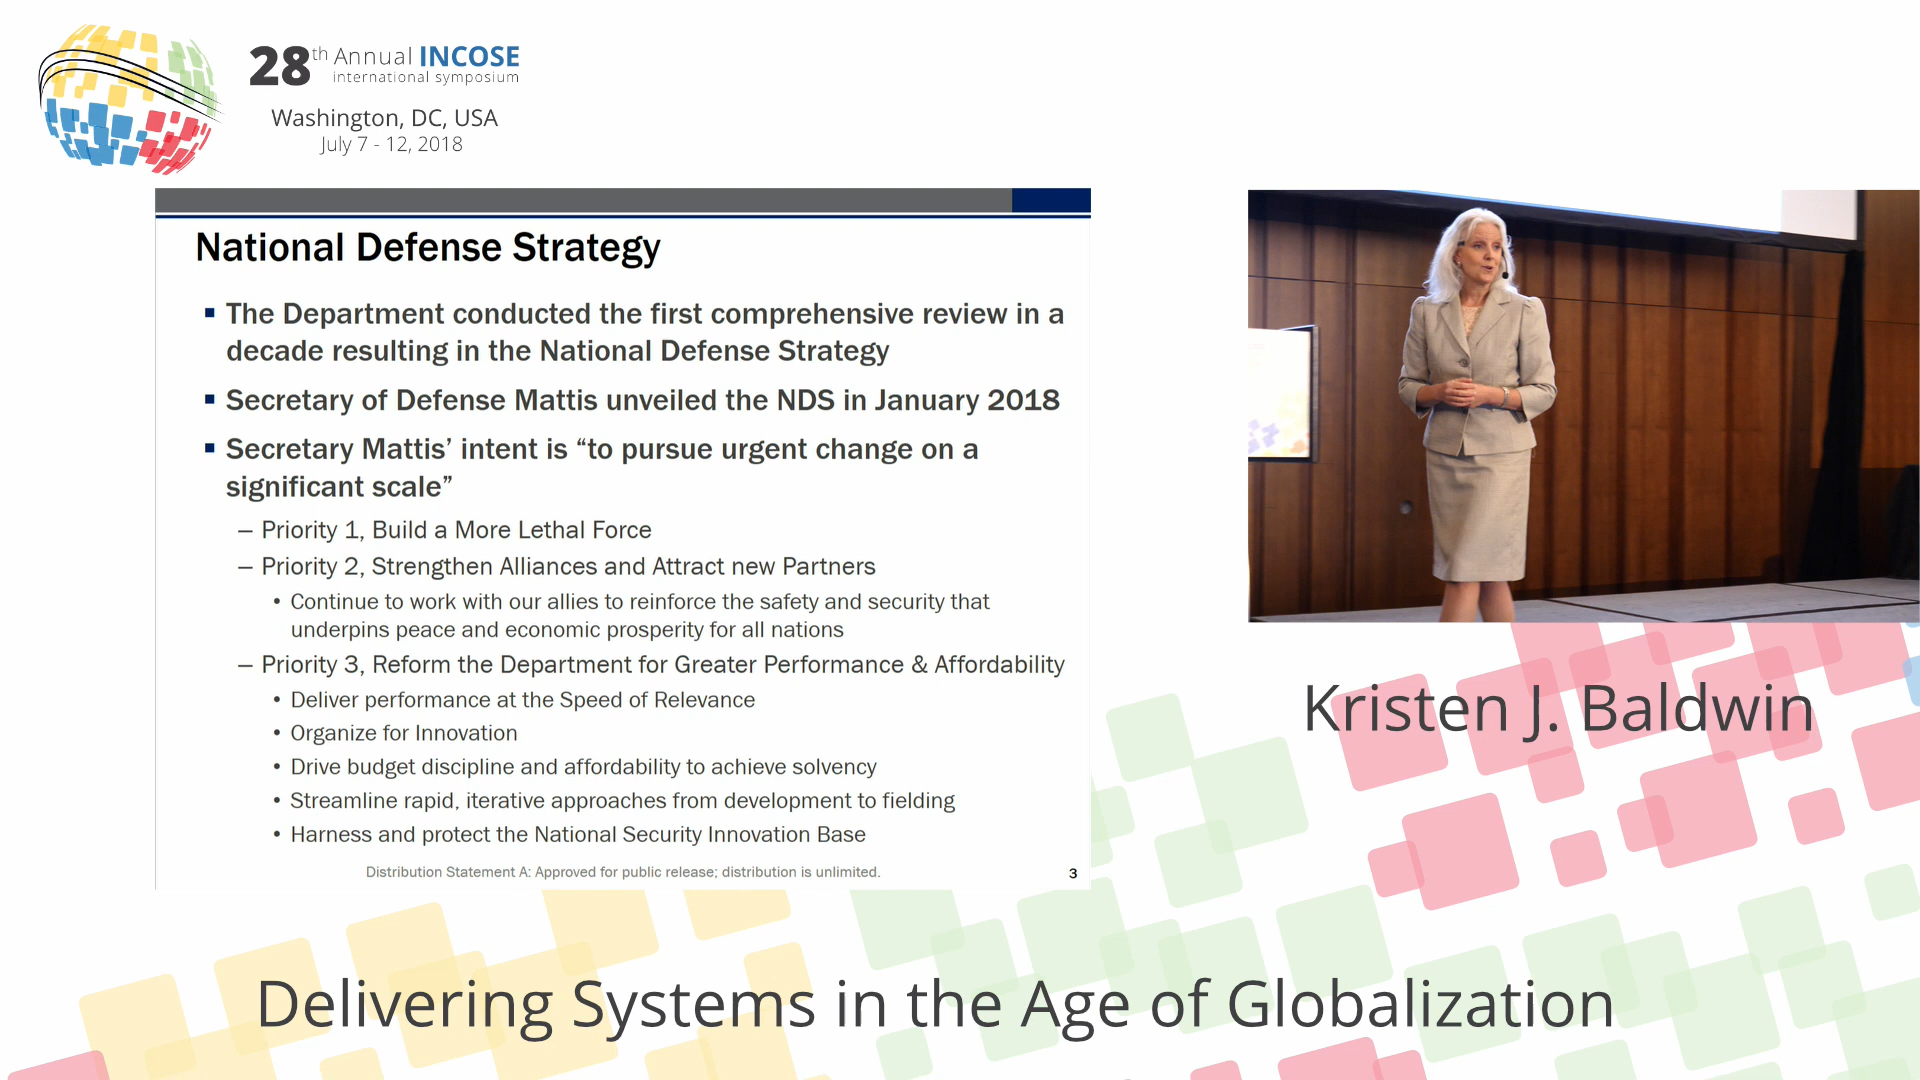 28th Annual INCOSE
international symposium
Washington, DC, USA
July 7 - 12, 2018
National Defense Strategy
▪ The Department conducted the first comprehensive review in a
decade resulting in the National Defense Strategy
▪ Secretary of Defense Mattis unveiled the NDS in January 2018
▪ Secretary Mattis’ intent is “to pursue urgent change on a
significant scale”
– Priority 1, Build a More Lethal Force
– Priority 2, Strengthen Alliances and Attract new Partners
• Continue to work with our allies to reinforce the safety and security that
underpins peace and economic prosperity for all nations
– Priority 3, Reform the Department for Greater Performance & Affordability
• Deliver performance at the Speed of Relevance
• Organize for Innovation
• Drive budget discipline and affordability to achieve solvency
• Streamline rapid, iterative approaches from development to fielding
• Harness and protect the National Security Innovation Base
Distribution Statement A: Approved for public release; distribution is unlimited.
3
Kristen J. Baldwin
Delivering Systems in the Age of Globalization